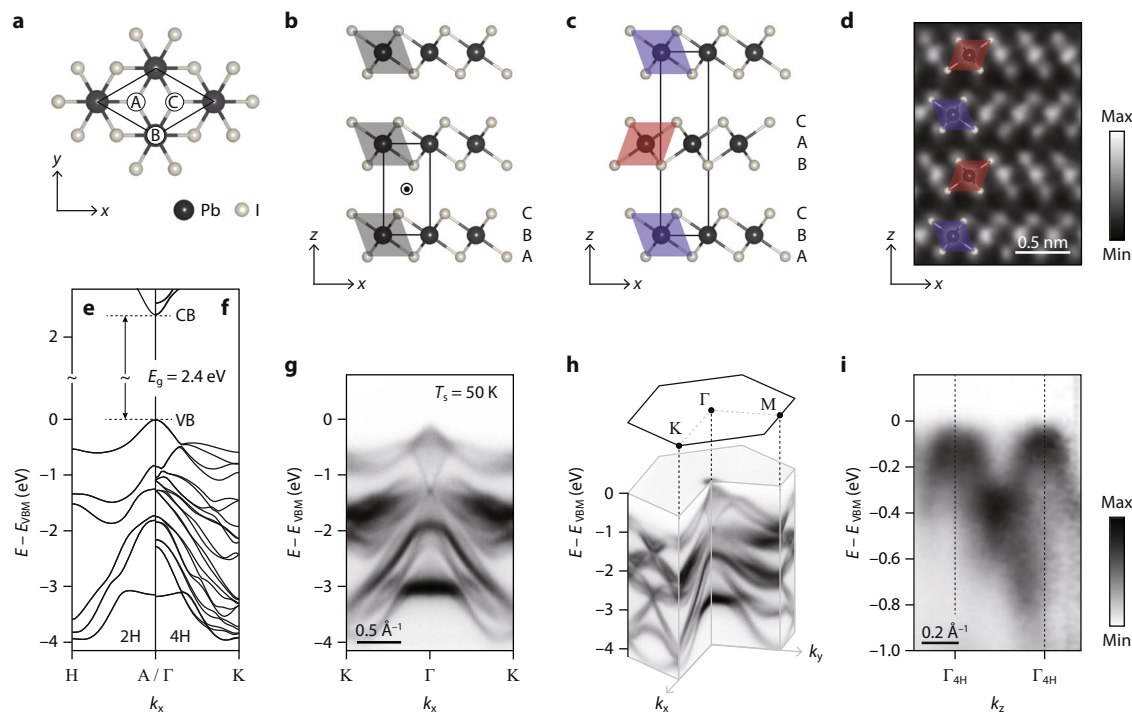 a
A
C
B
y
x
Pb
I
b
C
B
A
z
x
c
C
A
B
C
B
A
z
x
d
0.5 nm
z
x
Max
Min
e
f
CB
2
~
~
~
E_g = 2.4 eV
0
VB
−1
−2
−3
−4
E − E_VBM (eV)
2H
4H
H
A / Γ
K
k_x
g
T_s = 50 K
0
−1
−2
−3
−4
E − E_VBM (eV)
0.5 Å⁻¹
K
Γ
K
k_x
h
Γ
M
K
0
−1
−2
−3
−4
E − E_VBM (eV)
k_y
k_x
i
0
−0.2
−0.4
−0.6
−0.8
−1.0
E − E_VBM (eV)
0.2 Å⁻¹
Γ_4H
Γ_4H
k_z
Max
Min